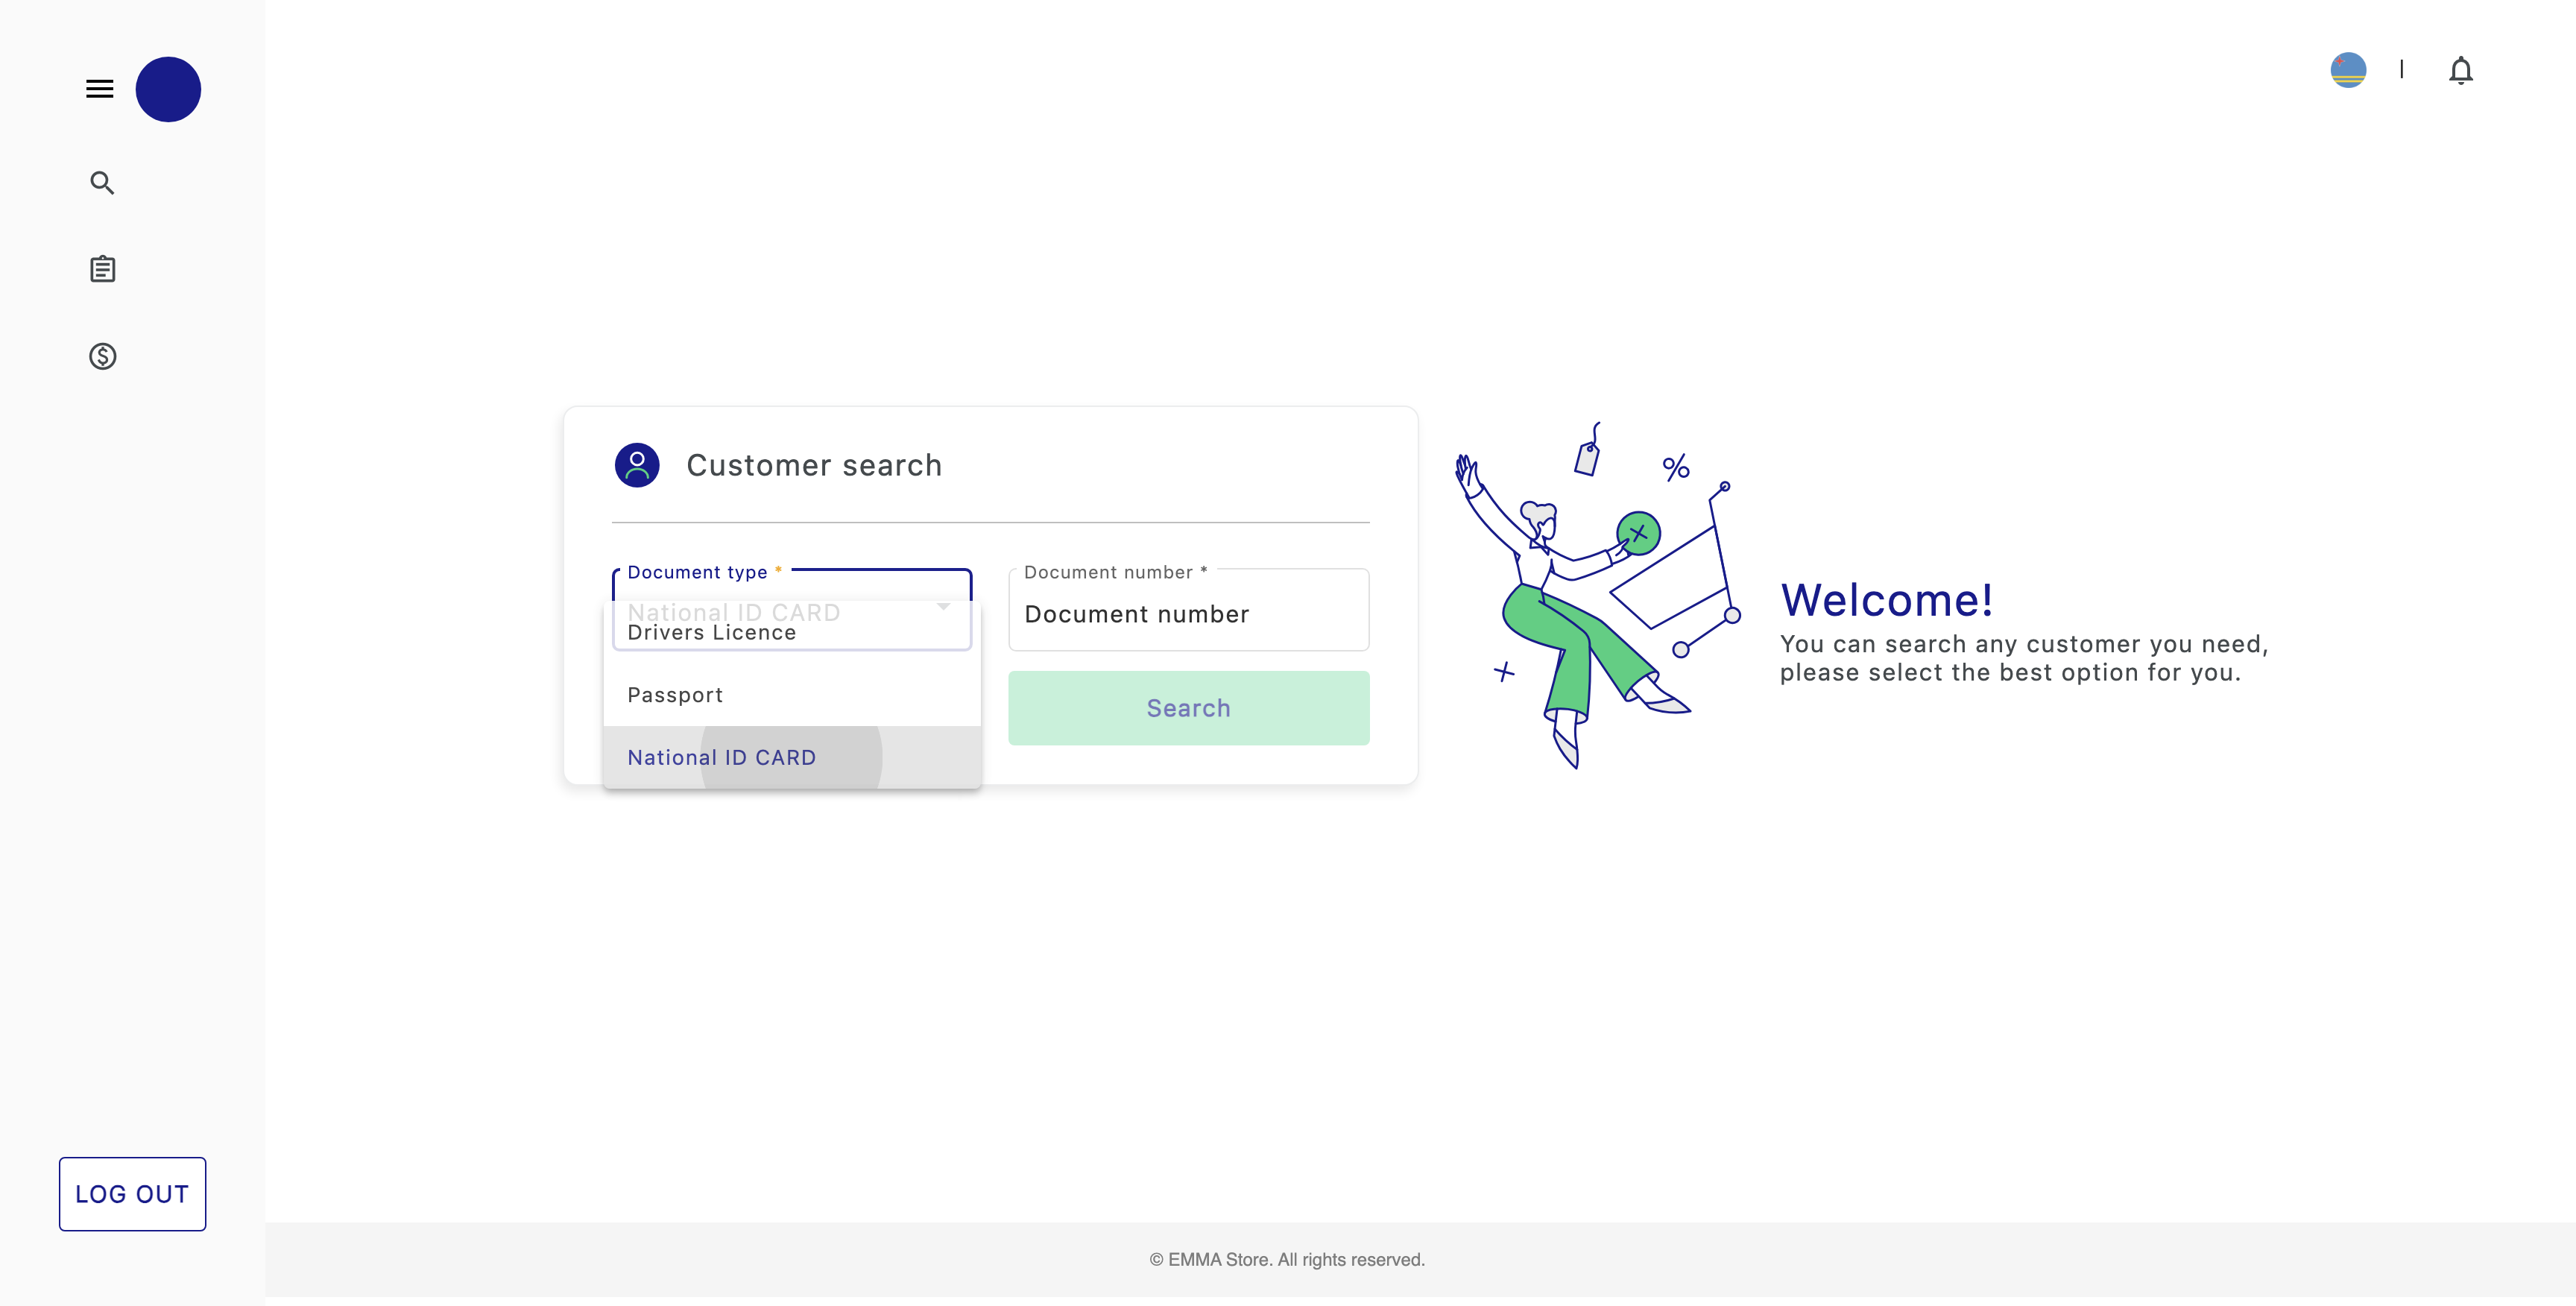 Customer search
Document type *
National ID CARD
Drivers Licence
Passport
National ID CARD
Document number *
Document number
Search
Welcome!
You can search any customer you need,
please select the best option for you.
LOG OUT
© EMMA Store. All rights reserved.